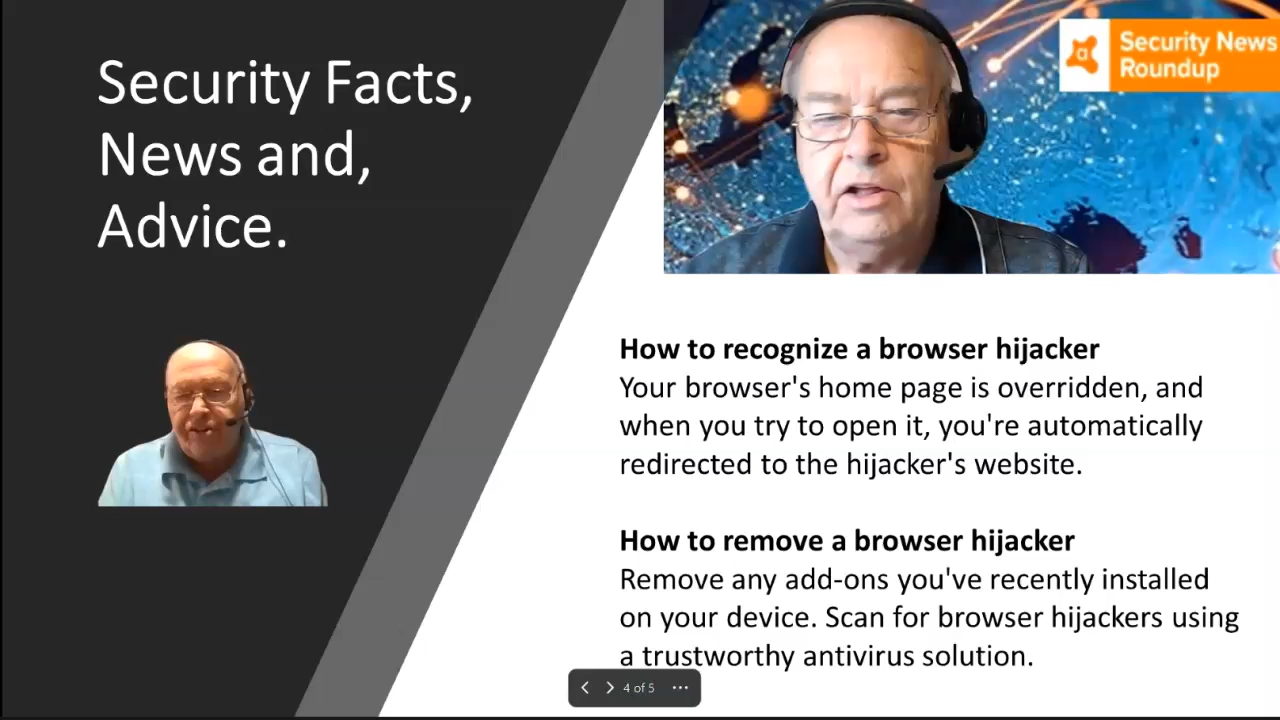 Security Facts,
News and,
Advice.
a
Security News
Roundup
How to recognize a browser hijacker
Your browser's home page is overridden, and
when you try to open it, you're automatically
redirected to the hijacker's website.
How to remove a browser hijacker
Remove any add-ons you've recently installed
on your device. Scan for browser hijackers using
a trustworthy antivirus solution.
4 of 5